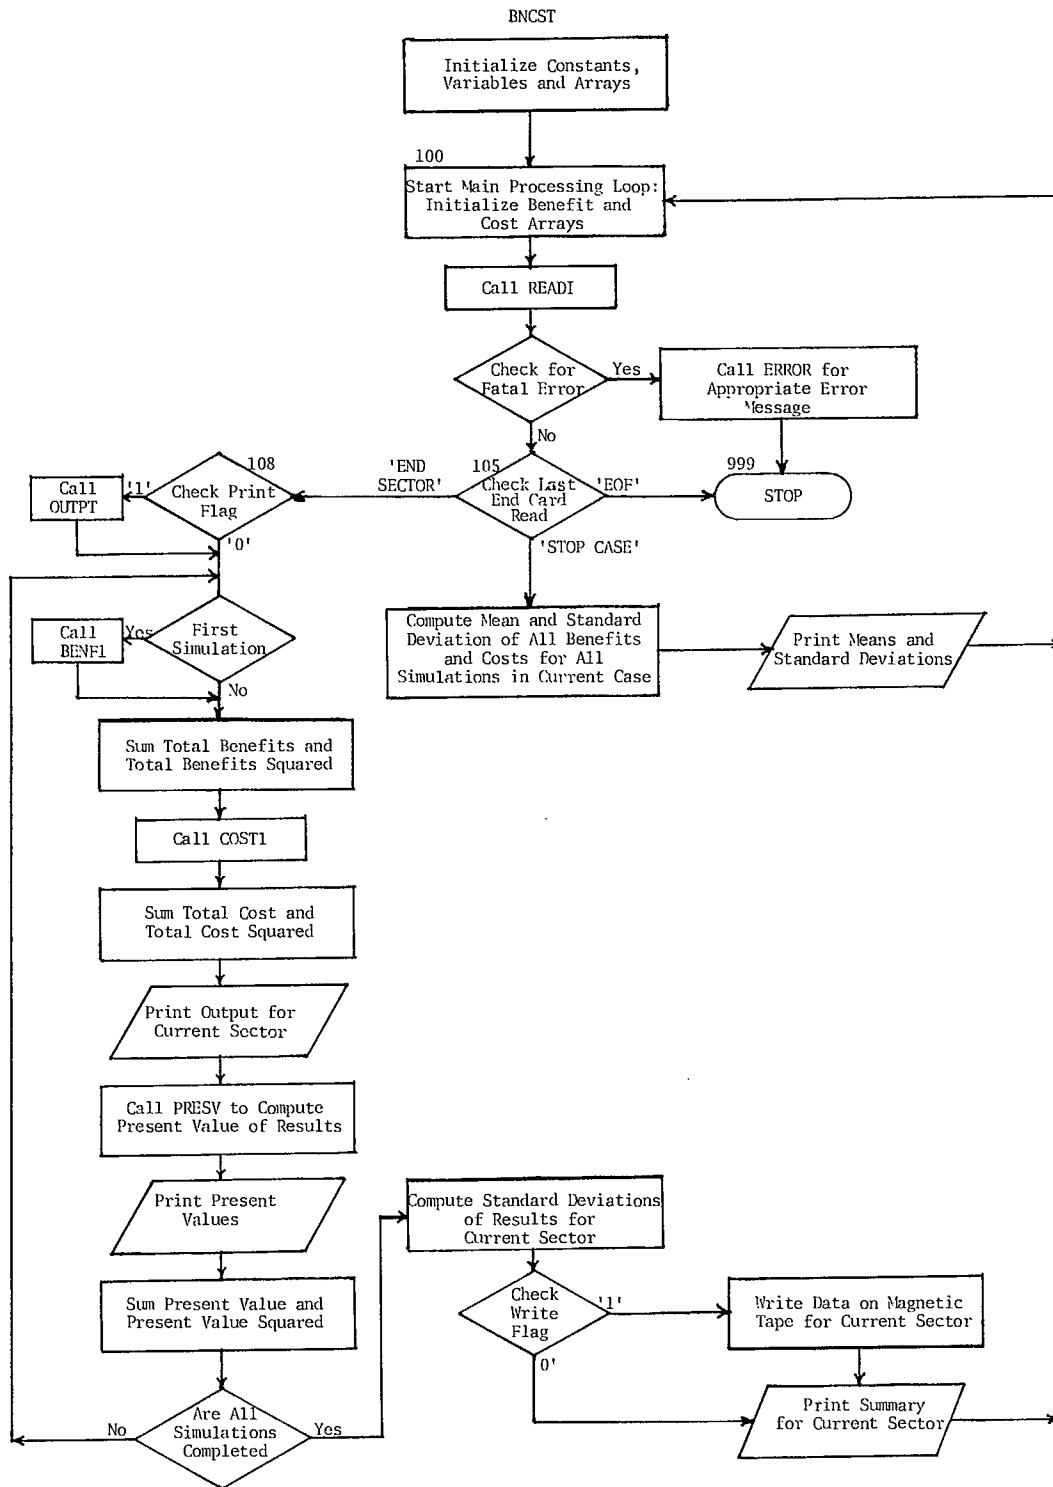 BNCST
Initialize Constants,
Variables and Arrays
100
Start Main Processing Loop:
Initialize Benefit and
Cost Arrays
Call READI
Check for
Fatal Error
Yes
Call ERROR for
Appropriate Error
Message
No
108
Check Print
Flag
'1'
Call
OUTPT
'0'
'END
SECTOR'
105
Check Last
End Card
Read
'EOF'
999
STOP
'STOP CASE'
Compute Mean and Standard
Deviation of All Benefits
and Costs for All
Simulations in Current Case
Print Means and
Standard Deviations
First
Simulation
Yes
Call
BENF1
No
Sum Total Benefits and
Total Benefits Squared
Call COST1
Sum Total Cost and
Total Cost Squared
Print Output for
Current Sector
Call PRESV to Compute
Present Value of Results
Print Present
Values
Sum Present Value and
Present Value Squared
Are All
Simulations
Completed
No
Yes
Compute Standard Deviations
of Results for
Current Sector
Check
Write
Flag
'1'
0'
Write Data on Magnetic
Tape for Current Sector
Print Summary
for Current Sector